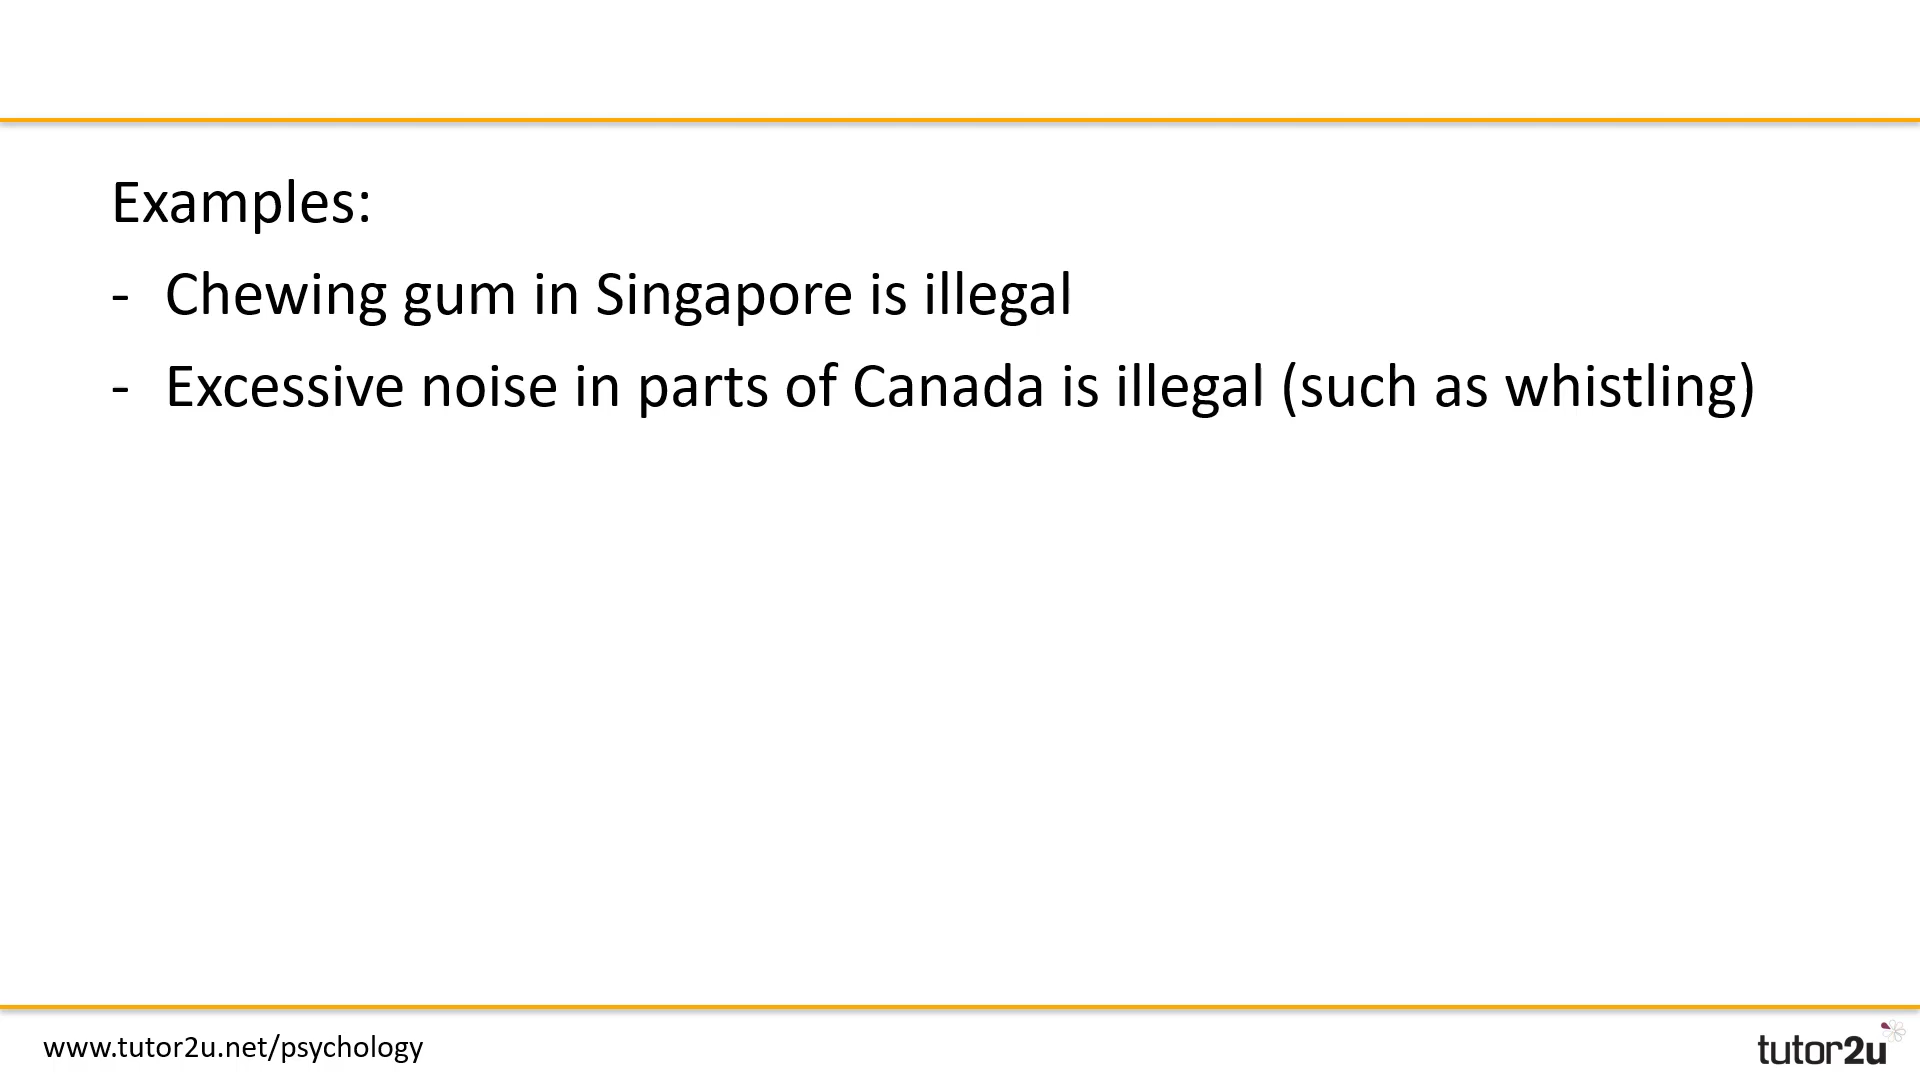 Examples:
- Chewing gum in Singapore is illegal
- Excessive noise in parts of Canada is illegal (such as whistling)
www.tutor2u.net/psychology
tutor2u